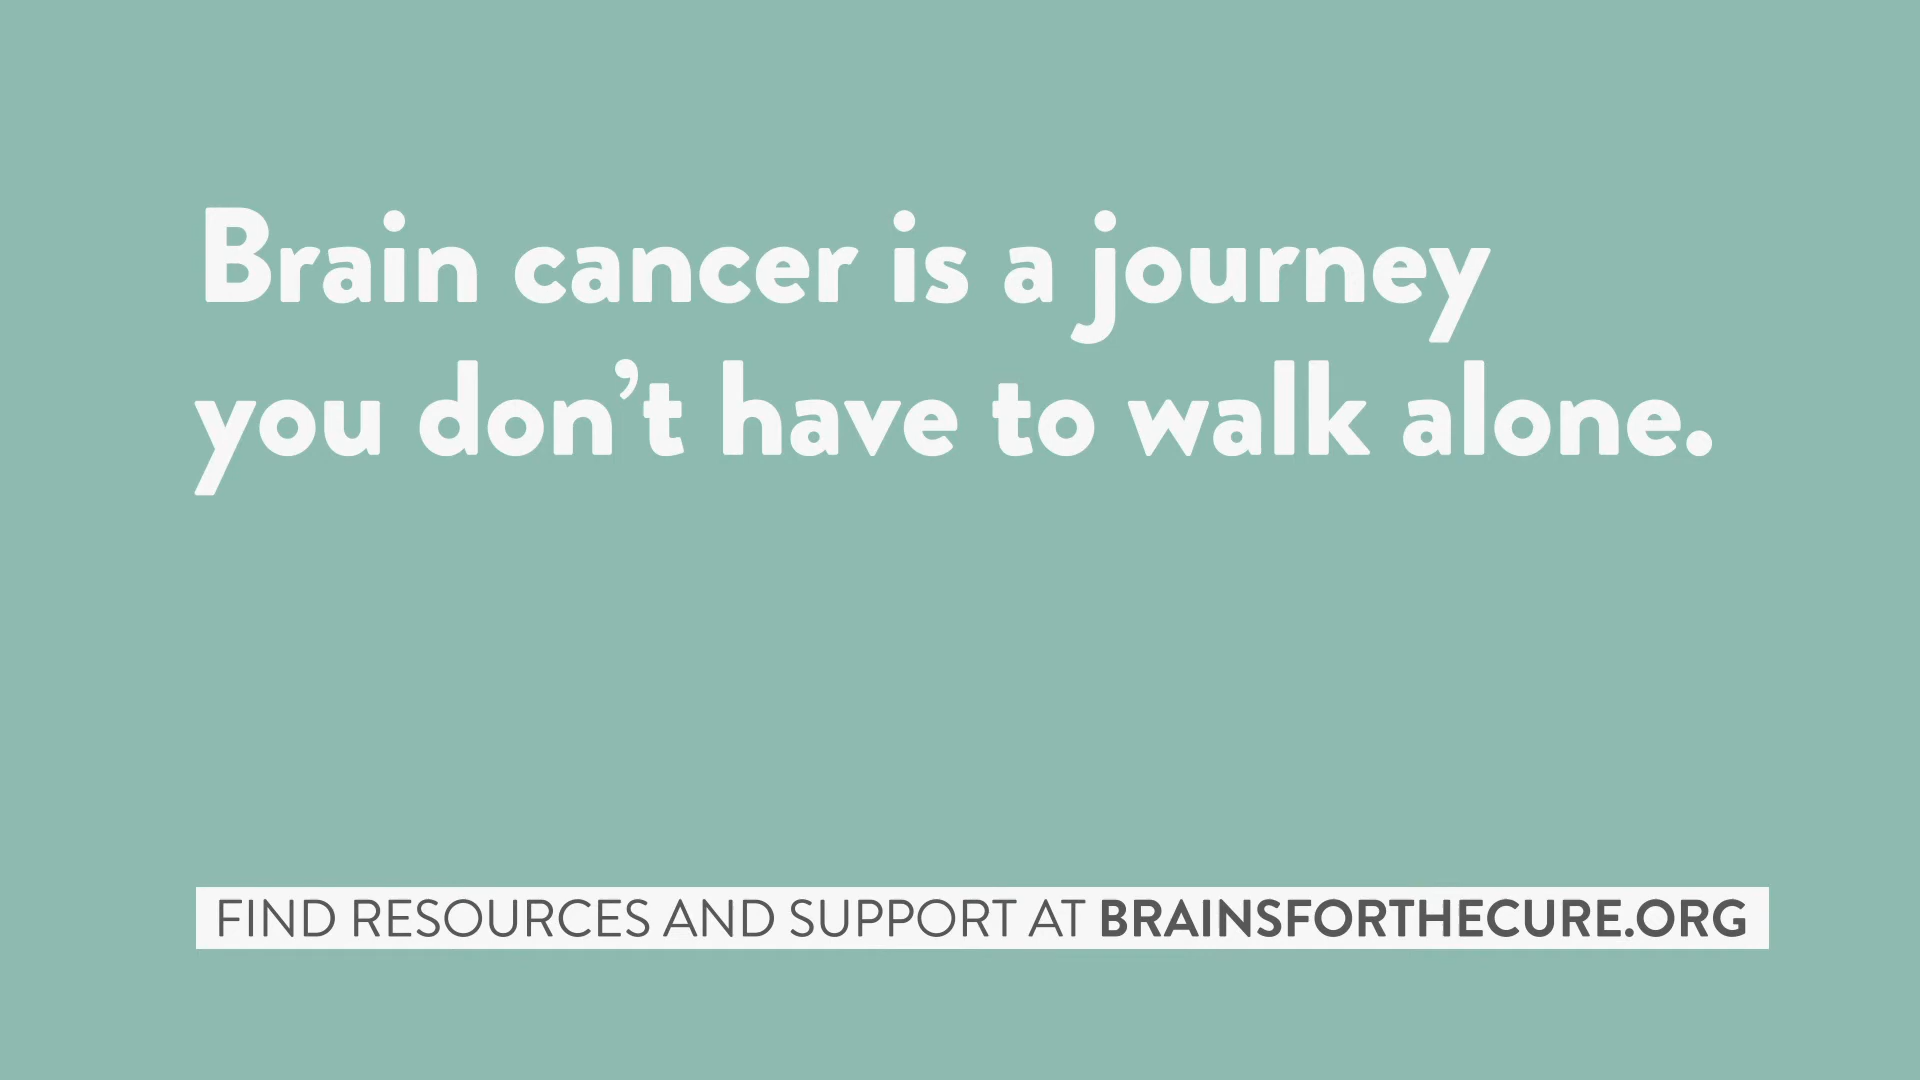 Brain cancer is a journey
you don’t have to walk alone.
FIND RESOURCES AND SUPPORT AT BRAINSFORTHECURE.ORG